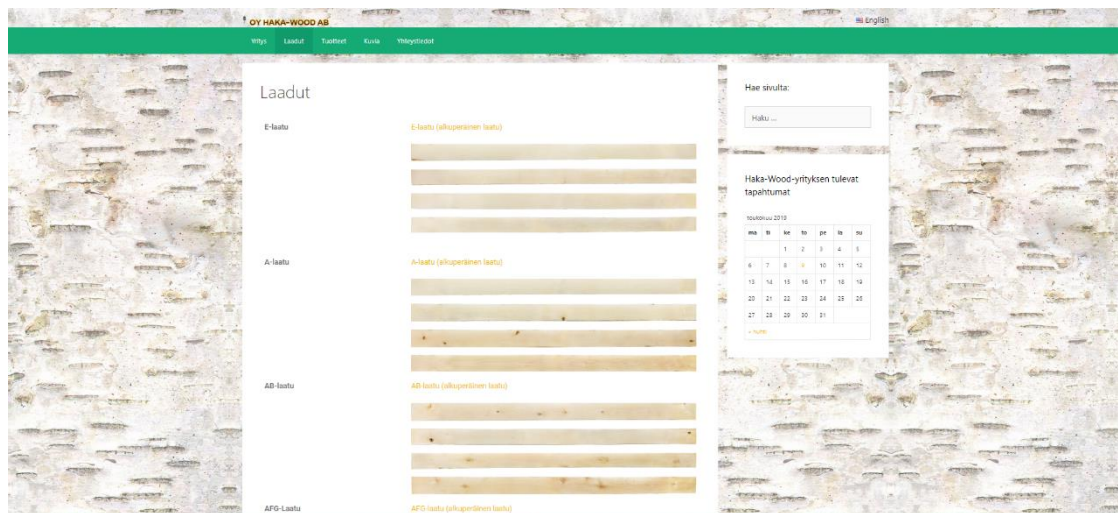 OY HAKA-WOOD AB
English
Yritys Laadut Tuotteet Kuvia Yhteystiedot
Laadut
E-laatu
E-laatu (alkuperäinen laatu)
A-laatu
A-laatu (alkuperäinen laatu)
AB-laatu
AB-laatu (alkuperäinen laatu)
AFG-Laatu
AFG-laatu (alkuperäinen laatu)
Hae sivulta:
Haku ...
Haka-Wood-yrityksen tulevat
tapahtumat
toukokuu 2019
ma ti ke to pe la su
1 2 3 4 5
6 7 8 9 10 11 12
13 14 15 16 17 18 19
20 21 22 23 24 25 26
27 28 29 30 31